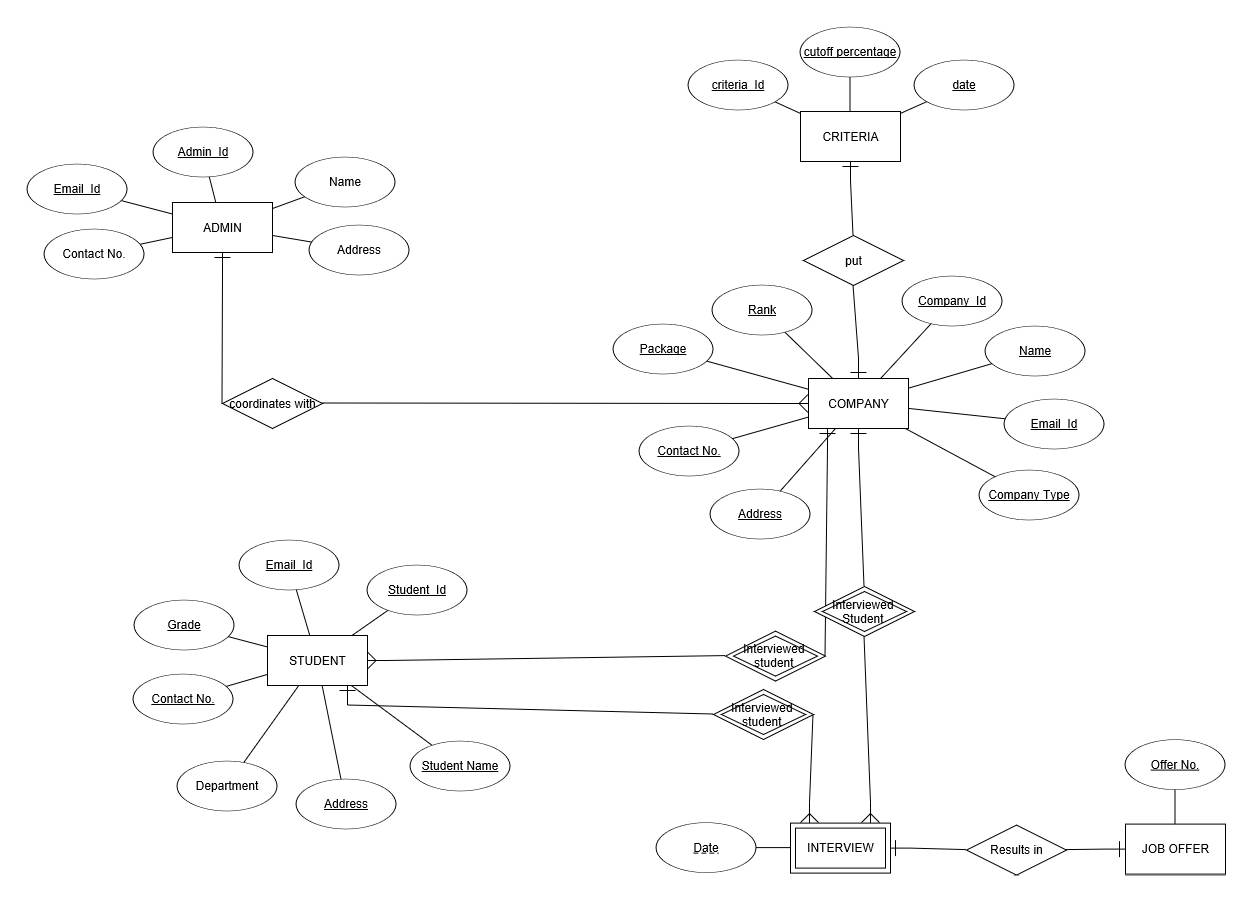 cutoff percentage
criteria_Id
date
CRITERIA
Admin_Id
Email_Id
Name
ADMIN
Contact No.
Address
put
Rank
Company_Id
Package
Name
coordinates with
COMPANY
Contact No.
Email_Id
Address
Company Type
Email_Id
Student_Id
Grade
STUDENT
Interviewed
Student
Interviewed
student
Contact No.
Interviewed
student
Department
Address
Student Name
Offer No.
Date
INTERVIEW
Results in
JOB OFFER